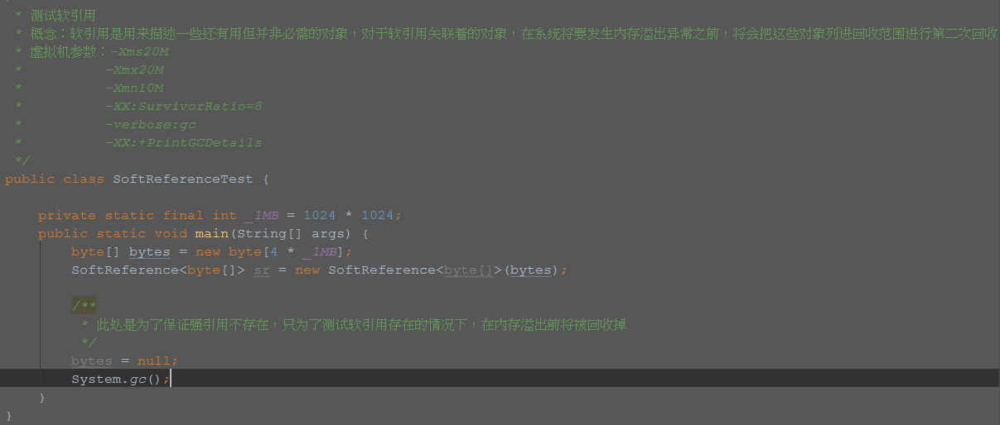 * 测试软引用
* 概念：软引用是用来描述一些还有用但并非必需的对象，对于软引用关联着的对象，在系统将要发生内存溢出异常之前，将会把这些对象列进回收范围进行第二次回收
* 虚拟机参数：-Xms20M
*           -Xmx20M
*           -Xmn10M
*           -XX:SurvivorRatio=8
*           -verbose:gc
*           -XX:+PrintGCDetails
*/
public class SoftReferenceTest {
    private static final int _1MB = 1024 * 1024;
    public static void main(String[] args) {
        byte[] bytes = new byte[4 * _1MB];
        SoftReference<byte[]> sr = new SoftReference<byte[]>(bytes);
        /**
         * 此处是为了保证强引用不存在，只为了测试软引用存在的情况下，在内存溢出前将被回收掉
         */
        bytes = null;
        System.gc();
    }
}